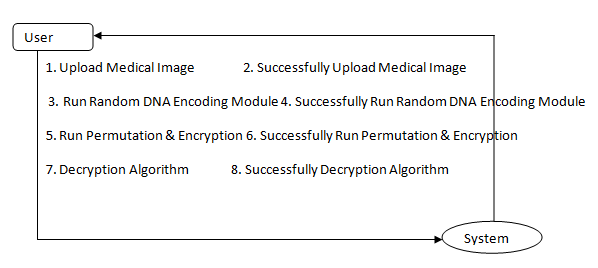 User
1. Upload Medical Image 2. Successfully Upload Medical Image
3. Run Random DNA Encoding Module 4. Successfully Run Random DNA Encoding Module
5. Run Permutation & Encryption 6. Successfully Run Permutation & Encryption
7. Decryption Algorithm 8. Successfully Decryption Algorithm
System